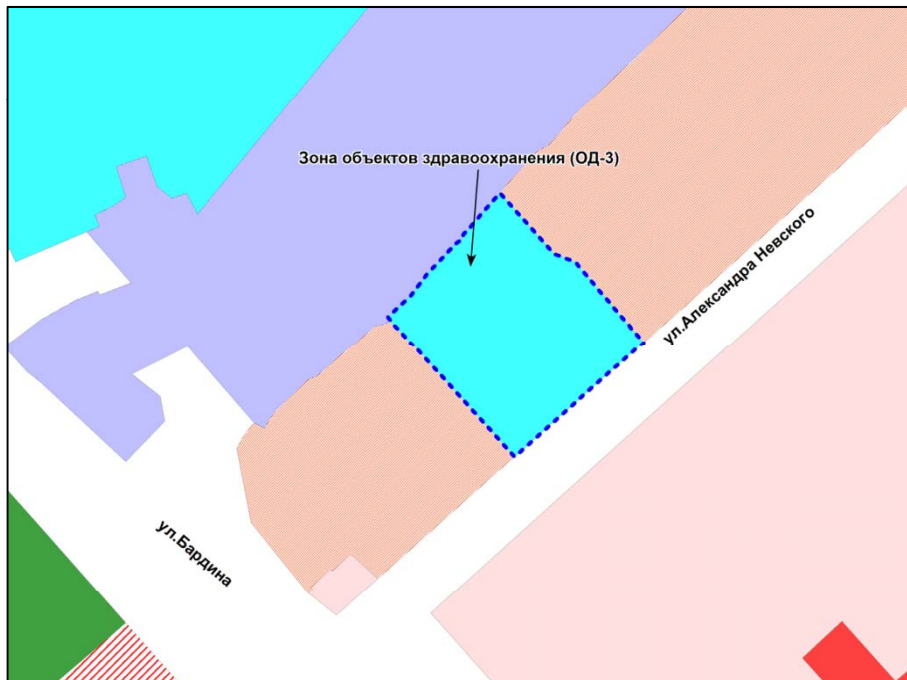 Зона объектов здравоохранения (ОД-3)
ул.Александра Невского
ул.Бардина